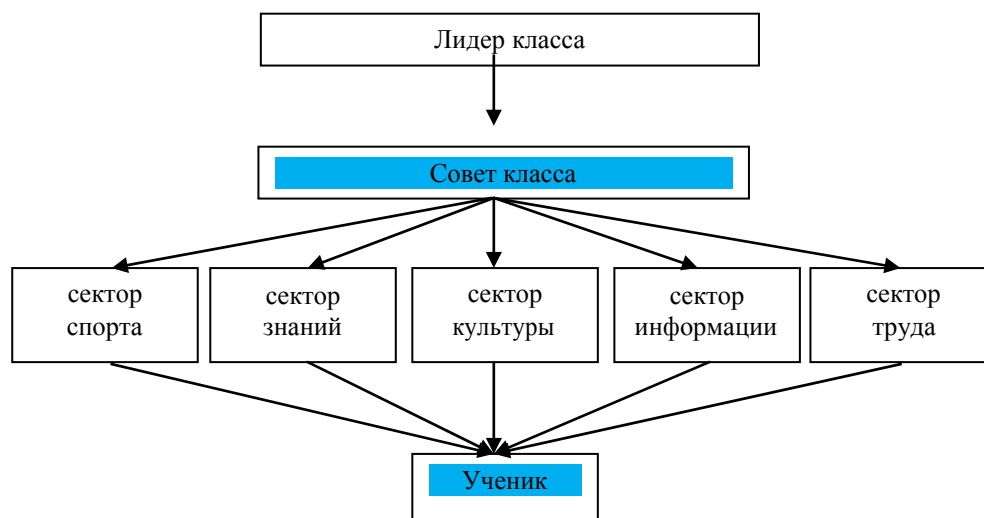 Лидер класса
Совет класса
сектор
спорта
сектор
знаний
сектор
культуры
сектор
информации
сектор
труда
Ученик